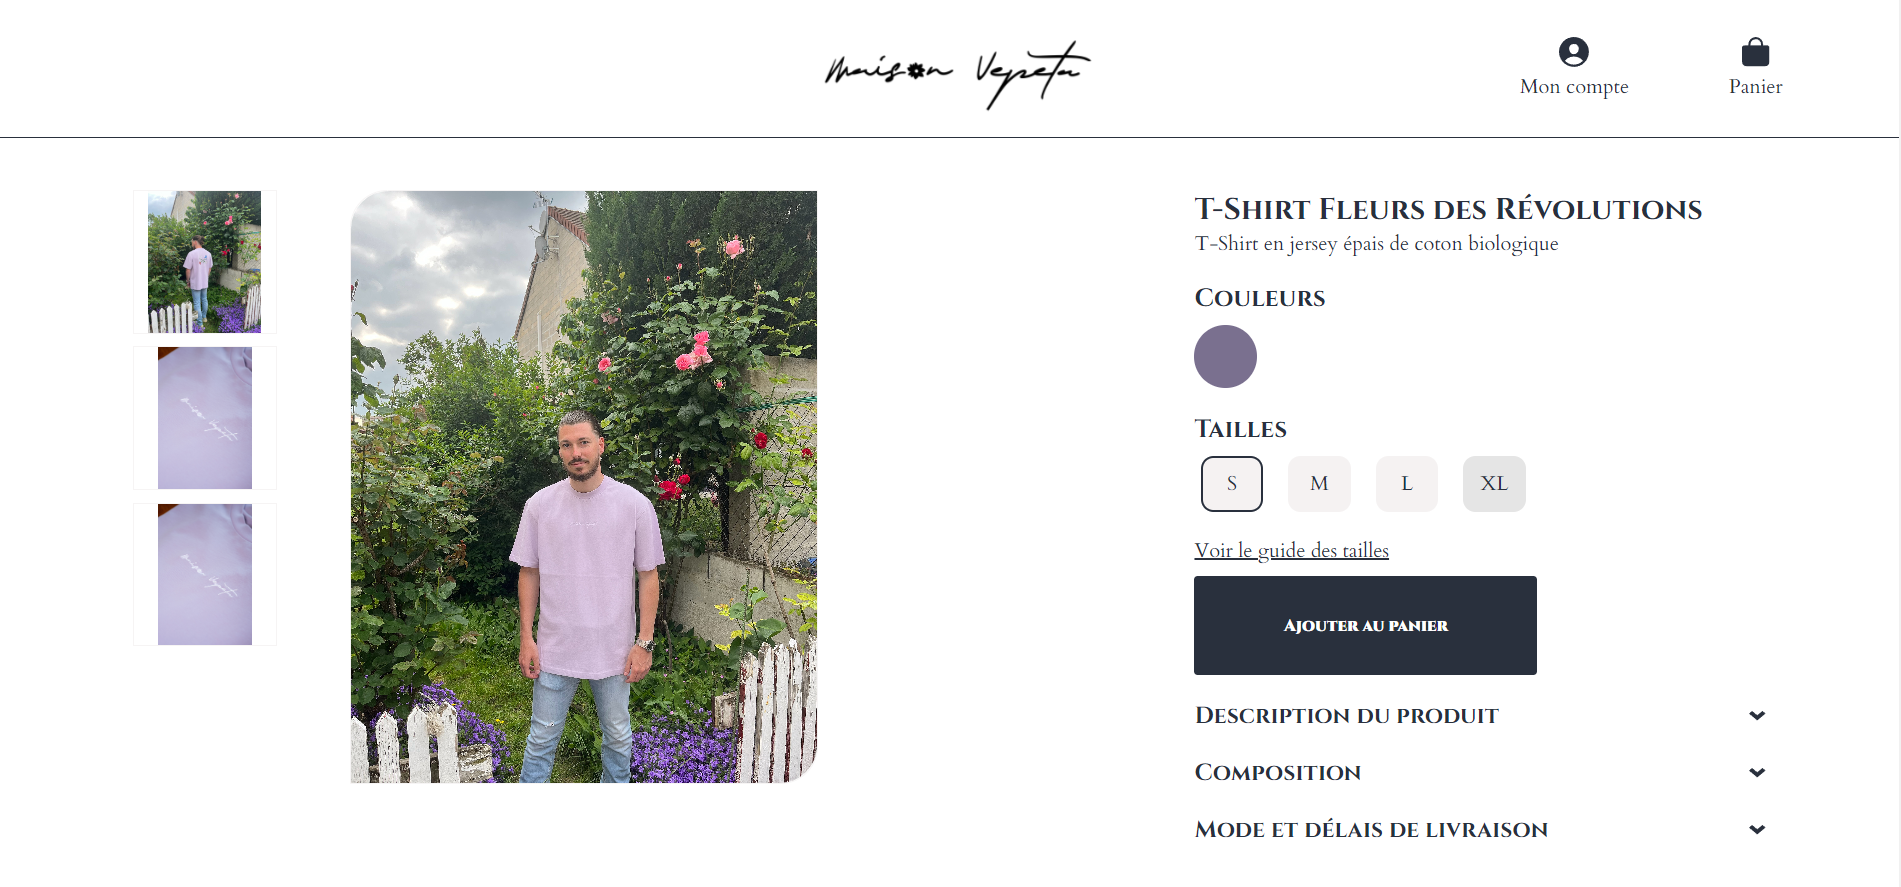 Maison Vegeta
Mon compte
Panier
T-Shirt Fleurs des Révolutions
T-Shirt en jersey épais de coton biologique
Couleurs
Tailles
S M L XL
Voir le guide des tailles
Ajouter au panier
Description du produit
Composition
Mode et délais de livraison